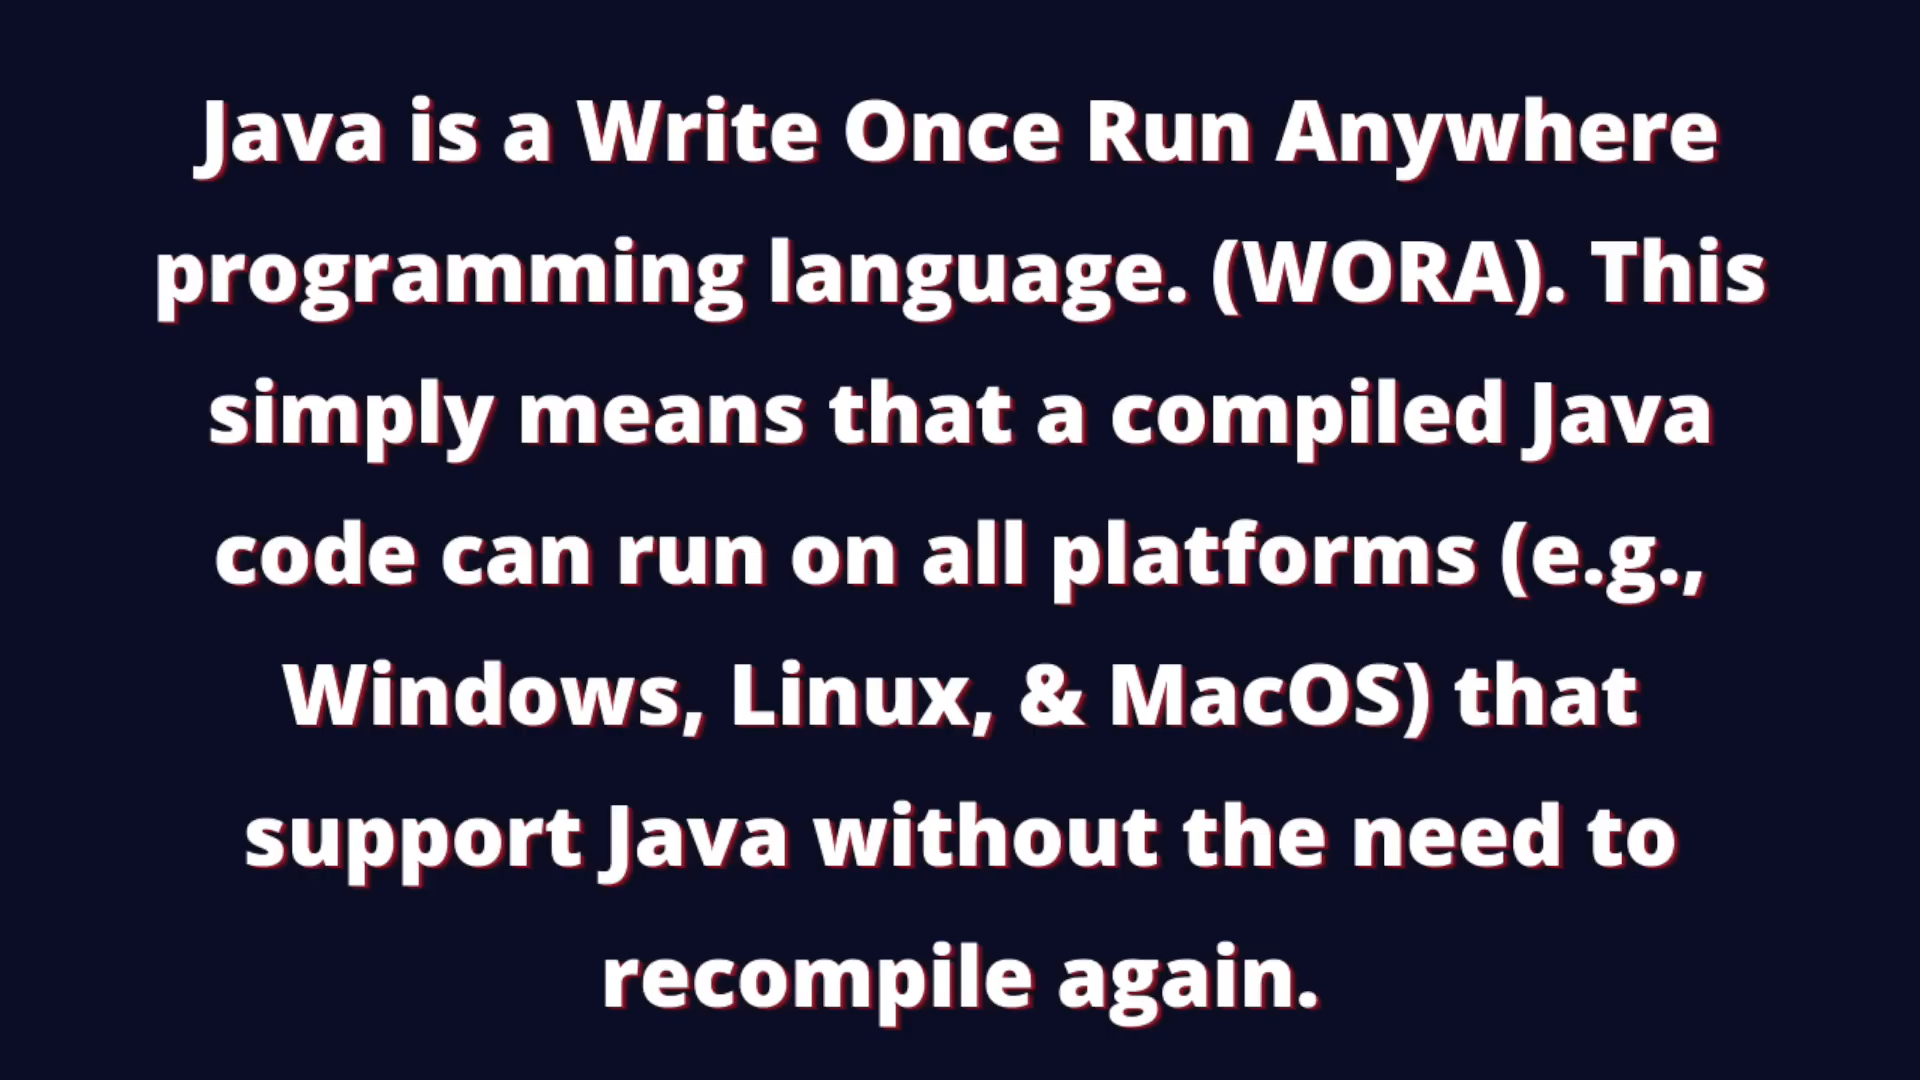 Java is a Write Once Run Anywhere
programming language. (WORA). This
simply means that a compiled Java
code can run on all platforms (e.g.,
Windows, Linux, & MacOS) that
support Java without the need to
recompile again.